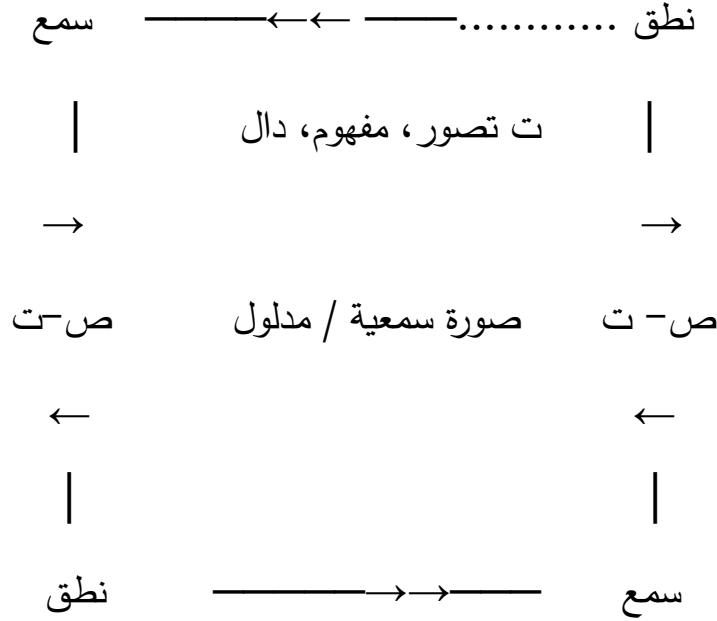 نطق ............ ———←← ———— سمع
| ت تصور، مفهوم، دال |
→ →
ص– ت صورة سمعية / مدلول ص–ت
← ←
| |
سمع ———→→————— نطق